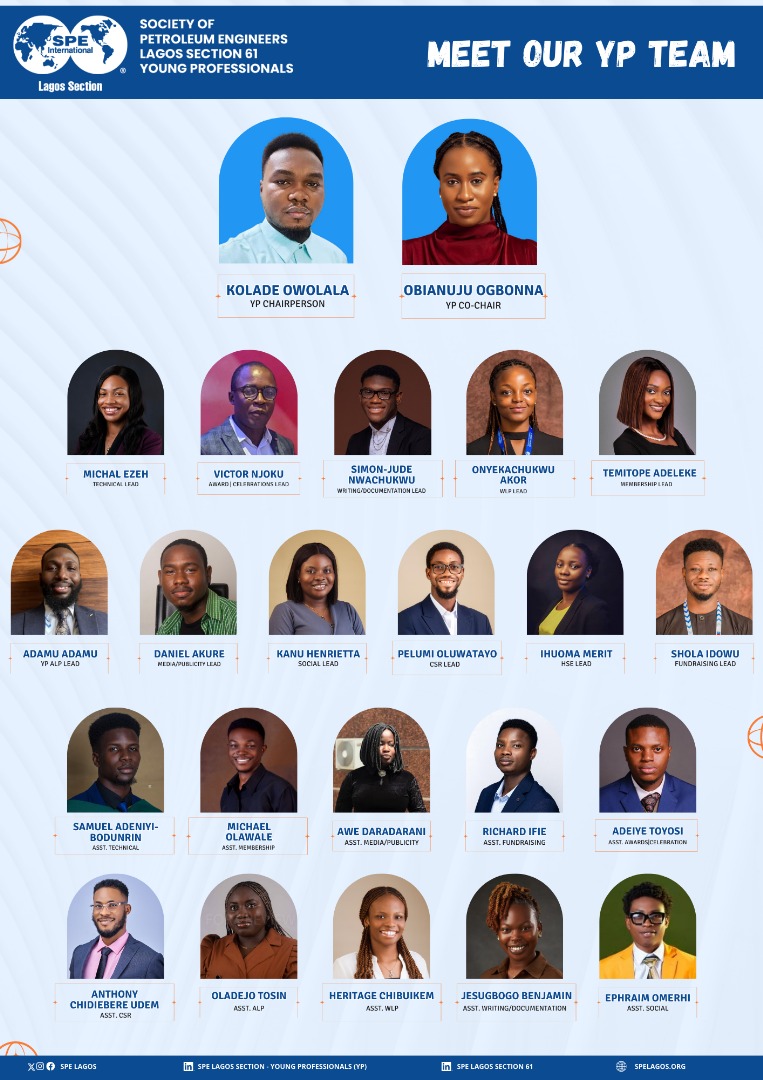 SPE
International
®
Lagos Section
SOCIETY OF
PETROLEUM ENGINEERS
LAGOS SECTION 61
YOUNG PROFESSIONALS
MEET OUR YP TEAM
KOLADE OWOLALA
YP CHAIRPERSON
OBIANUJU OGBONNA
YP CO-CHAIR
MICHAL EZEH
TECHNICAL LEAD
VICTOR NJOKU
AWARD| CELEBRATIONS LEAD
SIMON-JUDE
NWACHUKWU
WRITING/DOCUMENTATION LEAD
ONYEKACHUKWU
AKOR
WLP LEAD
TEMITOPE ADELEKE
MEMBERSHIP LEAD
ADAMU ADAMU
YP ALP LEAD
DANIEL AKURE
MEDIA/PUBLICITY LEAD
KANU HENRIETTA
SOCIAL LEAD
PELUMI OLUWATAYO
CSR LEAD
IHUOMA MERIT
HSE LEAD
SHOLA IDOWU
FUNDRAISING LEAD
SAMUEL ADENIYI-
BODUNRIN
ASST. TECHNICAL
MICHAEL
OLAWALE
ASST. MEMBERSHIP
AWE DARADARANI
ASST. MEDIA/PUBLICITY
RICHARD IFIE
ASST. FUNDRAISING
ADEIYE TOYOSI
ASST. AWARDS|CELEBRATION
ANTHONY
CHIDIEBERE UDEM
ASST. CSR
OLADEJO TOSIN
ASST. ALP
HERITAGE CHIBUIKEM
ASST. WLP
JESUGBOGO BENJAMIN
ASST. WRITING/DOCUMENTATION
EPHRAIM OMERHI
ASST. SOCIAL
SPE LAGOS
SPE LAGOS SECTION - YOUNG PROFESSIONALS (YP)
SPE LAGOS SECTION 61
SPELAGOS.ORG